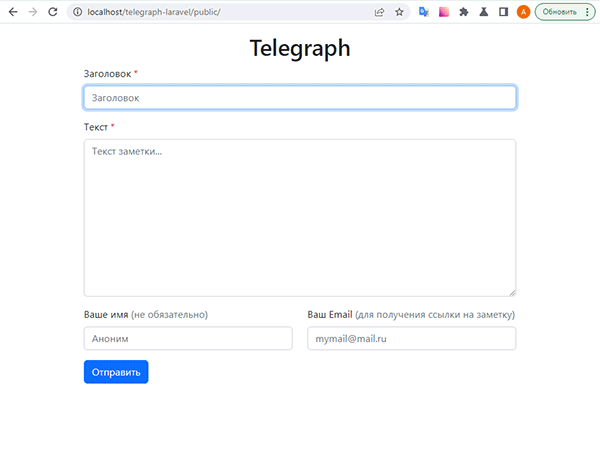 localhost/telegraph-laravel/public/
A
Обновить
Telegraph
Заголовок *
Заголовок
Текст *
Текст заметки...
Ваше имя (не обязательно)
Ваш Email (для получения ссылки на заметку)
Аноним
mymail@mail.ru
Отправить